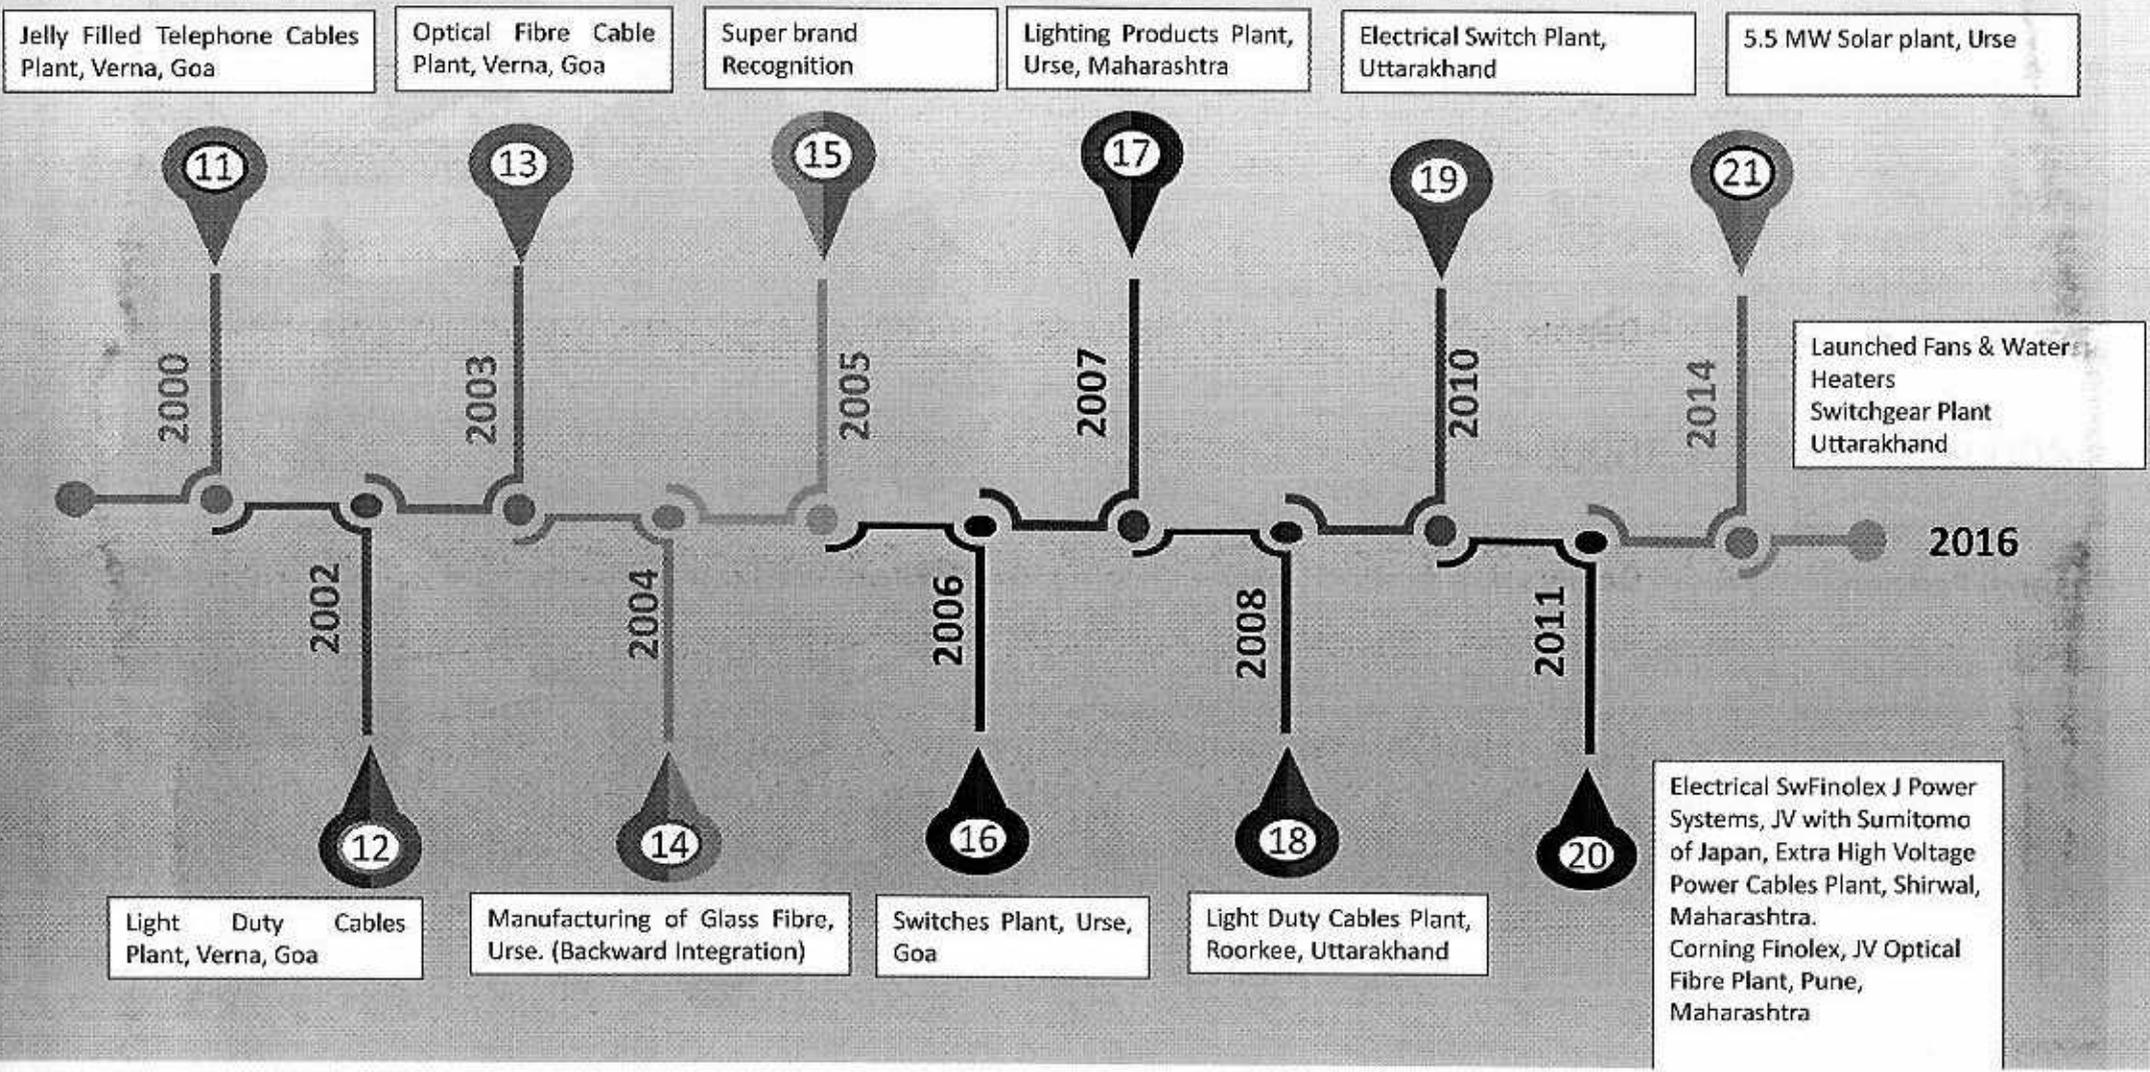 Jelly Filled Telephone Cables
Plant, Verna, Goa
Optical Fibre Cable
Plant, Verna, Goa
Super brand
Recognition
Lighting Products Plant,
Urse, Maharashtra
Electrical Switch Plant,
Uttarakhand
5.5 MW Solar plant, Urse
11
13
15
17
19
21
2000
2003
2005
2007
2010
2014
Launched Fans & Water
Heaters
Switchgear Plant
Uttarakhand
2016
2002
2004
2006
2008
2011
12
14
16
18
20
Light Duty Cables
Plant, Verna, Goa
Manufacturing of Glass Fibre,
Urse. (Backward Integration)
Switches Plant, Urse,
Goa
Light Duty Cables Plant,
Roorkee, Uttarakhand
Electrical SwFinolex J Power
Systems, JV with Sumitomo
of Japan, Extra High Voltage
Power Cables Plant, Shirwal,
Maharashtra.
Corning Finolex, JV Optical
Fibre Plant, Pune,
Maharashtra